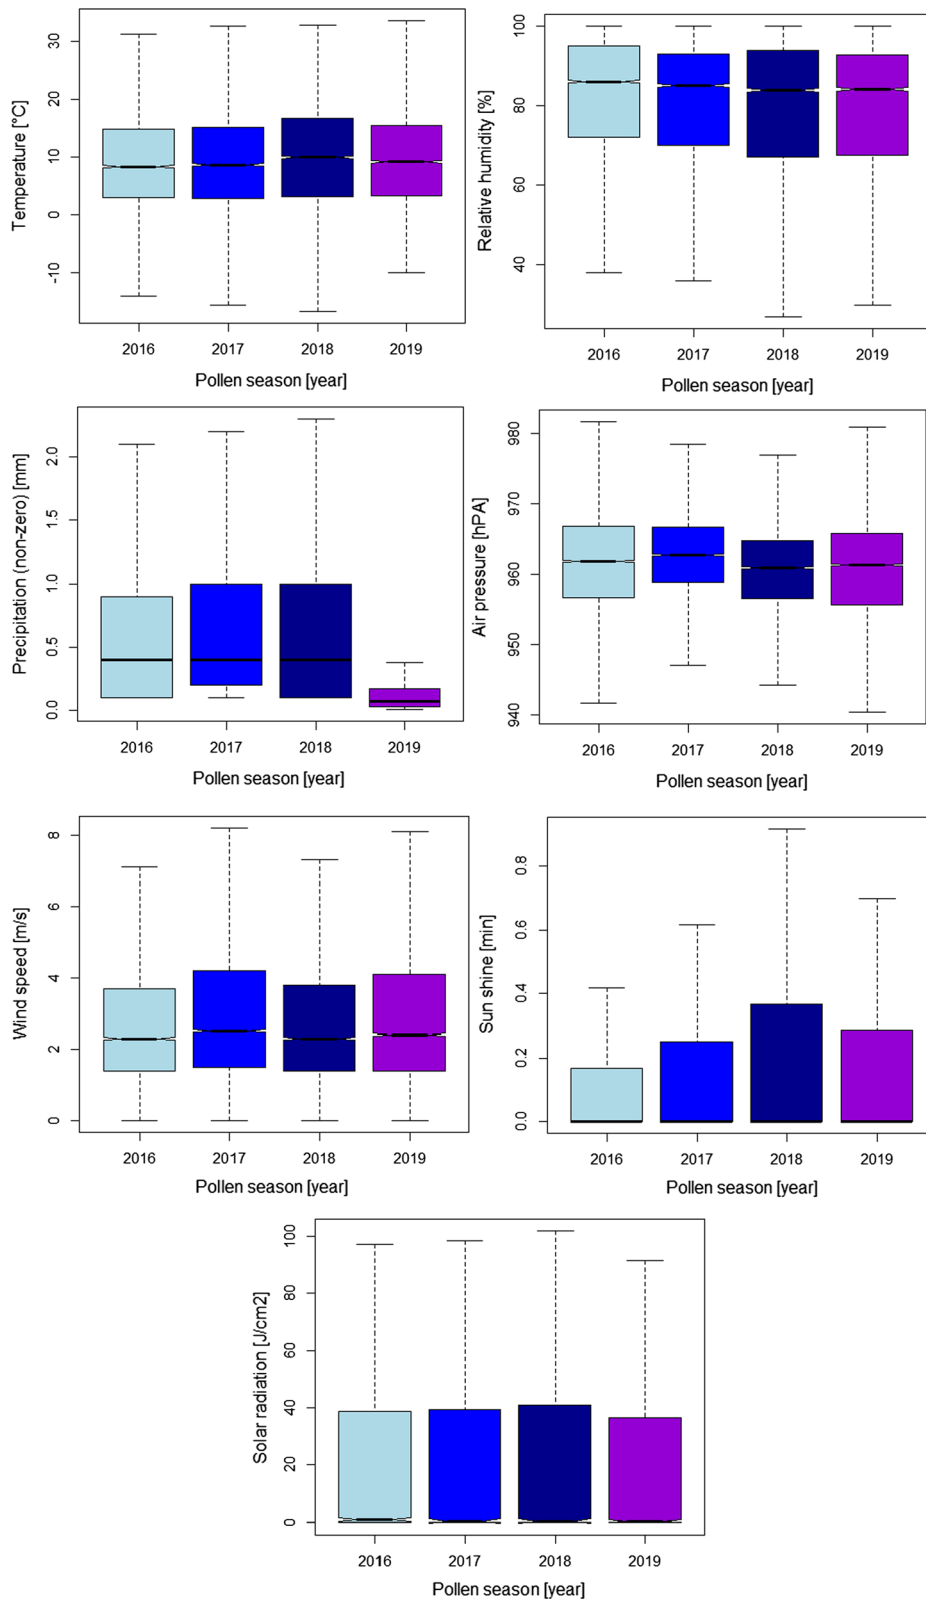 Temperature [°C]
30
20
10
0
-10
2016 2017 2018 2019
Pollen season [year]
Relative humidity [%]
100
80
60
40
2016 2017 2018 2019
Pollen season [year]
Precipitation (non-zero) [mm]
2.0
1.5
1.0
0.5
0.0
2016 2017 2018 2019
Pollen season [year]
Air pressure [hPA]
980
970
960
950
940
2016 2017 2018 2019
Pollen season [year]
Wind speed [m/s]
8
6
4
2
0
2016 2017 2018 2019
Pollen season [year]
Sun shine [min]
0.8
0.6
0.4
0.2
0.0
2016 2017 2018 2019
Pollen season [year]
Solar radiation [J/cm2]
100
80
60
40
20
0
2016 2017 2018 2019
Pollen season [year]